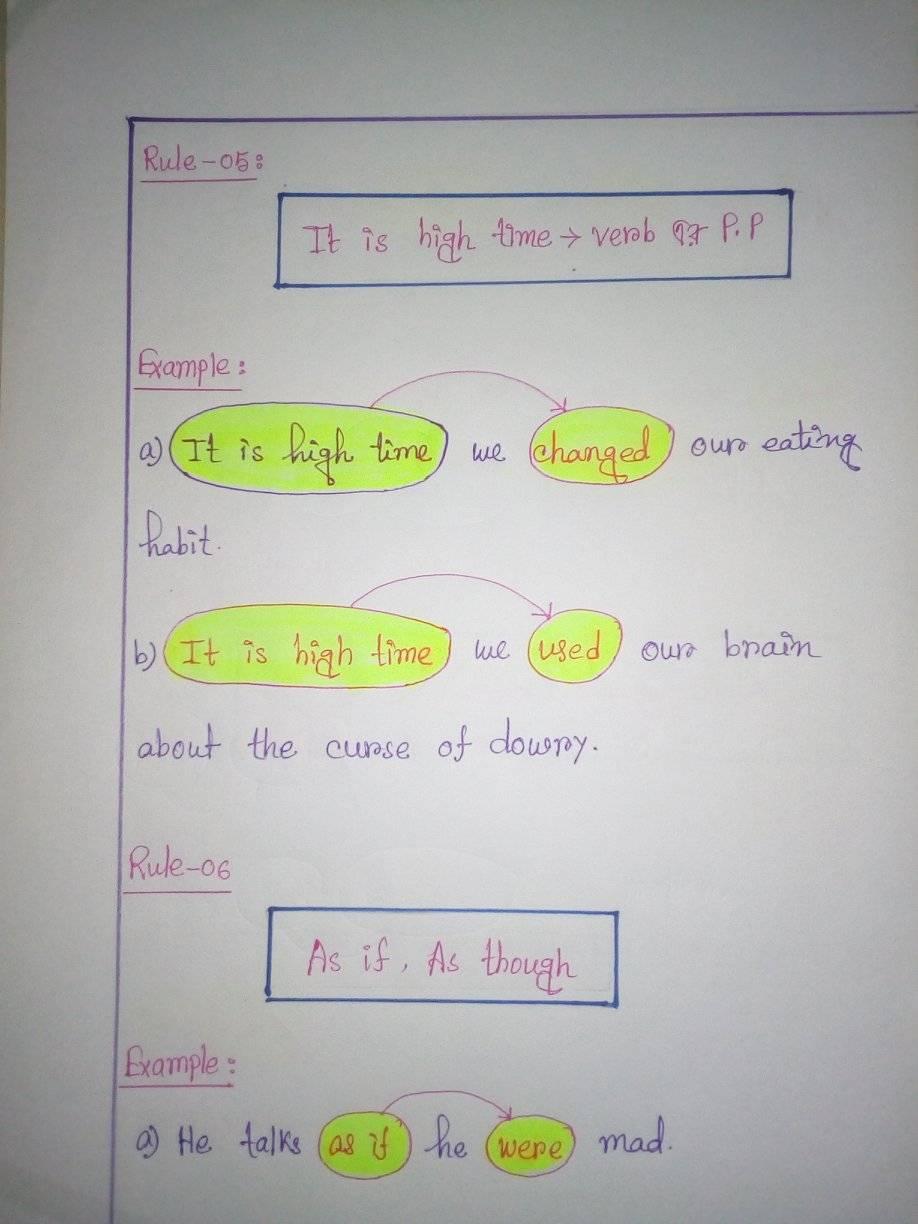 Rule-05:
It is high time → verb এর P.P
Example:
a) It is high time we changed our eating
habit.
b) It is high time we used our brain
about the curse of dowry.
Rule-06
As if, As though
Example:
a) He talks as if he were mad.